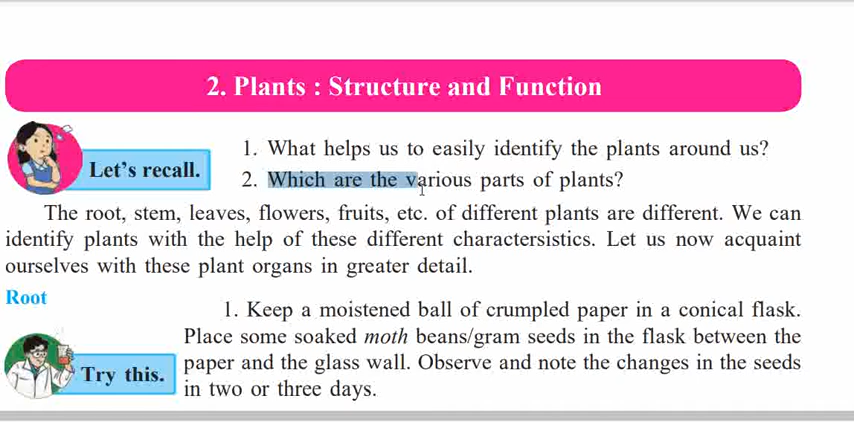 2. Plants : Structure and Function
Let's recall.
1. What helps us to easily identify the plants around us?
2. Which are the various parts of plants?
The root, stem, leaves, flowers, fruits, etc. of different plants are different. We can
identify plants with the help of these different charactersistics. Let us now acquaint
ourselves with these plant organs in greater detail.
Root
Try this.
1. Keep a moistened ball of crumpled paper in a conical flask.
Place some soaked moth beans/gram seeds in the flask between the
paper and the glass wall. Observe and note the changes in the seeds
in two or three days.